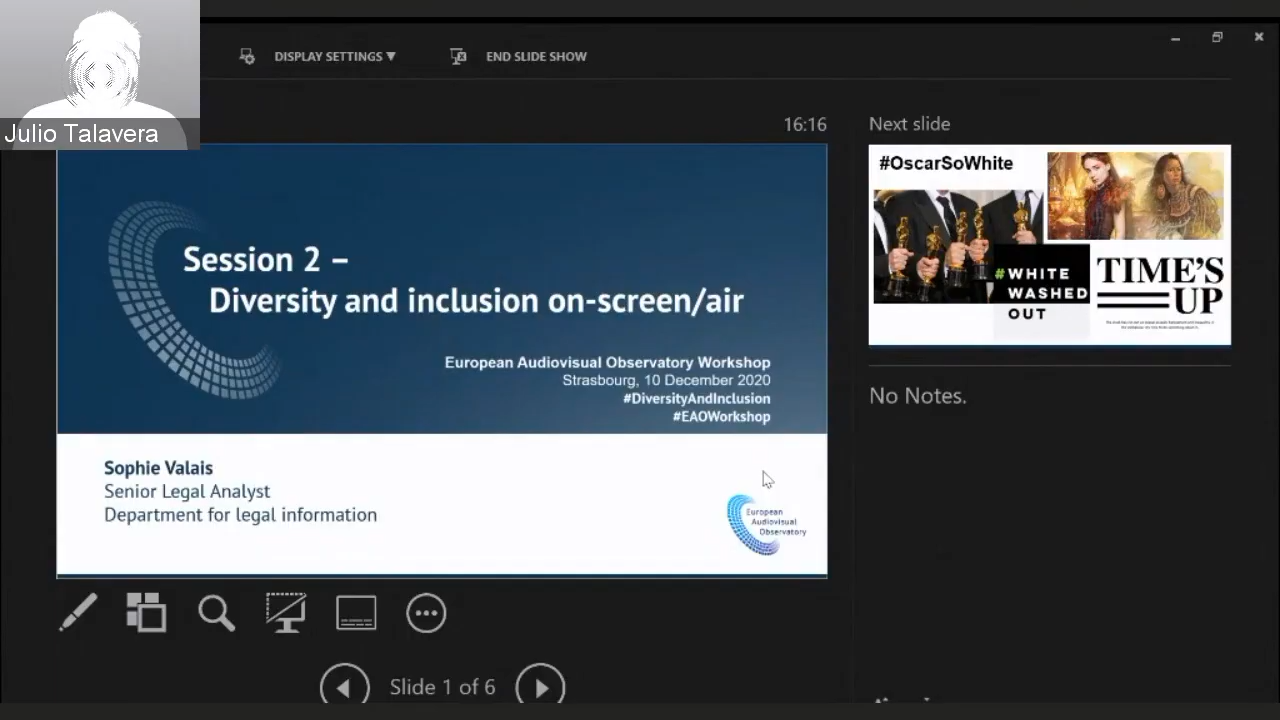 Julio Talavera
DISPLAY SETTINGS ▼
END SLIDE SHOW
16:16
Session 2 –
Diversity and inclusion on-screen/air
European Audiovisual Observatory Workshop
Strasbourg, 10 December 2020
#DiversityAndInclusion
#EAOWorkshop
Sophie Valais
Senior Legal Analyst
Department for legal information
European
Audiovisual
Observatory
Slide 1 of 6
Next slide
#OscarSoWhite
#WHITE
WASHED
OUT
TIME'S
UP
No Notes.